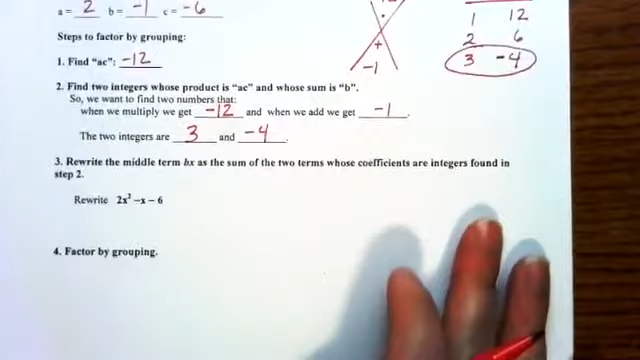 a = 2 b = -1 c = -6
Steps to factor by grouping:
1. Find "ac": -12
2. Find two integers whose product is "ac" and whose sum is "b".
So, we want to find two numbers that:
when we multiply we get -12 and when we add we get -1.
The two integers are 3 and -4.
3. Rewrite the middle term bx as the sum of the two terms whose coefficients are integers found in
step 2.
Rewrite 2x² – x – 6
4. Factor by grouping.
+
-1
1 12
2 6
3 -4